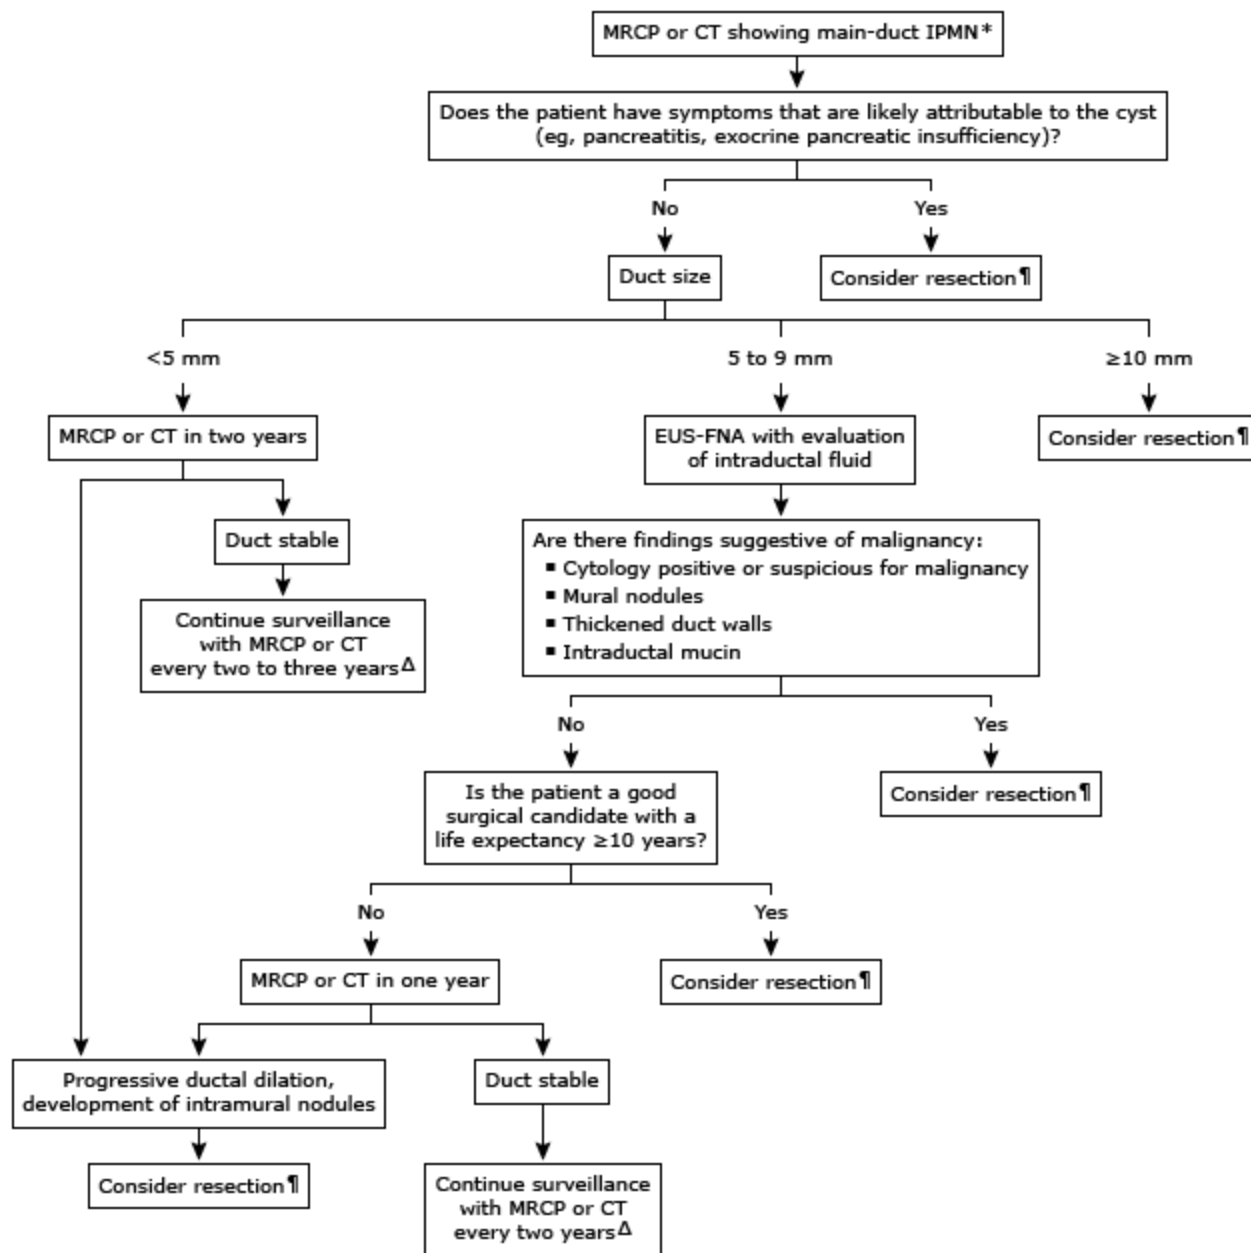 MRCP or CT showing main-duct IPMN*
Does the patient have symptoms that are likely attributable to the cyst
(eg, pancreatitis, exocrine pancreatic insufficiency)?
No
Yes
Duct size
Consider resection¶
<5 mm
5 to 9 mm
≥10 mm
MRCP or CT in two years
EUS-FNA with evaluation
of intraductal fluid
Consider resection¶
Duct stable
Continue surveillance
with MRCP or CT
every two to three yearsΔ
Are there findings suggestive of malignancy:
▪ Cytology positive or suspicious for malignancy
▪ Mural nodules
▪ Thickened duct walls
▪ Intraductal mucin
No
Yes
Is the patient a good
surgical candidate with a
life expectancy ≥10 years?
Consider resection¶
No
Yes
MRCP or CT in one year
Consider resection¶
Progressive ductal dilation,
development of intramural nodules
Duct stable
Consider resection¶
Continue surveillance
with MRCP or CT
every two yearsΔ